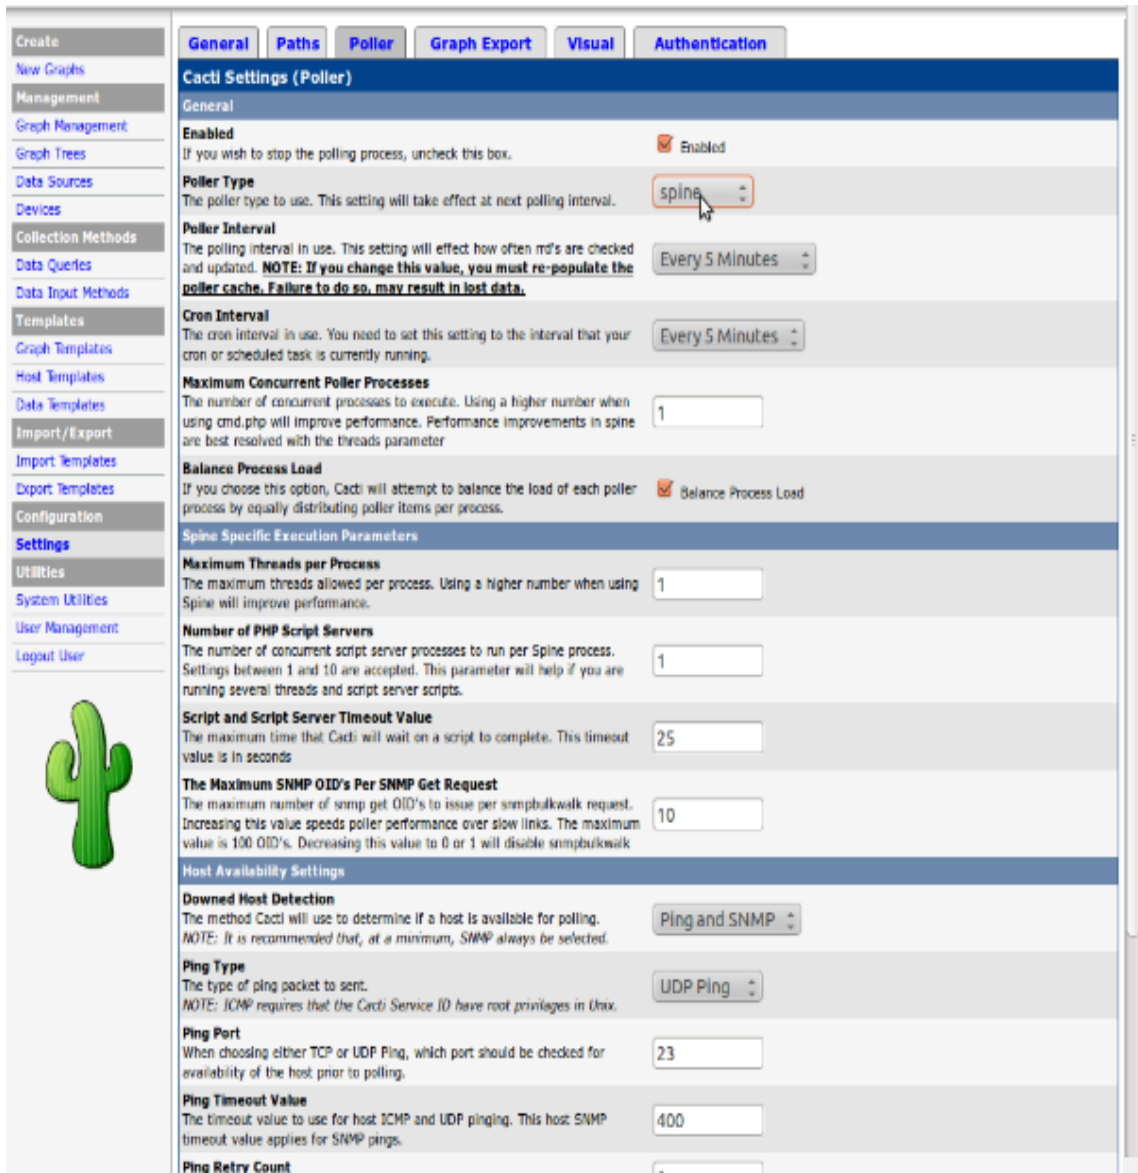 Create
New Graphs
Management
Graph Management
Graph Trees
Data Sources
Devices
Collection Methods
Data Queries
Data Input Methods
Templates
Graph Templates
Host Templates
Data Templates
Import/Export
Import Templates
Export Templates
Configuration
Settings
Utilities
System Utilities
User Management
Logout User
General Paths Poller Graph Export Visual Authentication
Cacti Settings (Poller)
General
Enabled
If you wish to stop the polling process, uncheck this box.
Enabled
Poller Type
The poller type to use. This setting will take effect at next polling interval.
spine
Poller Interval
The polling interval in use. This setting will effect how often rrd's are checked
and updated. NOTE: If you change this value, you must re-populate the
poller cache. Failure to do so, may result in lost data.
Every 5 Minutes
Cron Interval
The cron interval in use. You need to set this setting to the interval that your
cron or scheduled task is currently running.
Every 5 Minutes
Maximum Concurrent Poller Processes
The number of concurrent processes to execute. Using a higher number when
using cmd.php will improve performance. Performance improvements in spine
are best resolved with the threads parameter
1
Balance Process Load
If you choose this option, Cacti will attempt to balance the load of each poller
process by equally distributing poller items per process.
Balance Process Load
Spine Specific Execution Parameters
Maximum Threads per Process
The maximum threads allowed per process. Using a higher number when using
Spine will improve performance.
1
Number of PHP Script Servers
The number of concurrent script server processes to run per Spine process.
Settings between 1 and 10 are accepted. This parameter will help if you are
running several threads and script server scripts.
1
Script and Script Server Timeout Value
The maximum time that Cacti will wait on a script to complete. This timeout
value is in seconds
25
The Maximum SNMP OID's Per SNMP Get Request
The maximum number of snmp get OID's to issue per snmpbulkwalk request.
Increasing this value speeds poller performance over slow links. The maximum
value is 100 OID's. Decreasing this value to 0 or 1 will disable snmpbulkwalk
10
Host Availability Settings
Downed Host Detection
The method Cacti will use to determine if a host is available for polling.
NOTE: It is recommended that, at a minimum, SNMP always be selected.
Ping and SNMP
Ping Type
The type of ping packet to sent.
NOTE: ICMP requires that the Cacti Service ID have root privilages in Unix.
UDP Ping
Ping Port
When choosing either TCP or UDP Ping, which port should be checked for
availability of the host prior to polling.
23
Ping Timeout Value
The timeout value to use for host ICMP and UDP pinging. This host SNMP
timeout value applies for SNMP pings.
400
Ping Retry Count